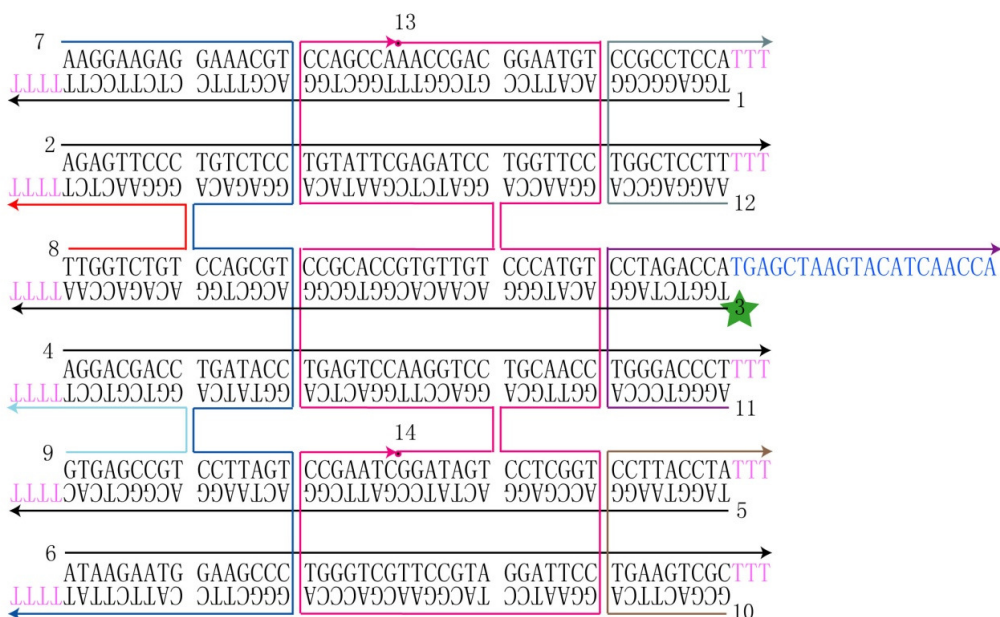 13
7
AAGGAAGAG GAAACGT CCAGCCAAACCGAC GGAATGT CCGCCTCCATTT
TTTTTTCCTTCTC CTTTGCA GGTCGGTTTGGCTG CCTTACA GGCGGAGGT
1
2
AGAGTTCCC TGTCTCC TGTATTCGAGATCC TGGTTCC TGGCTCCTTTTT
TTTTTCTCAAGGG ACAGAGG ACATAAGCTCTAGG ACCAAGG ACCGAGGAA
12
8
TTGGTCTGT CCAGCGT CCGCACCGTGTTGT CCCATGT CCTAGACCATGAGCTAAGTACATCAACCA
TTTTAACCAGACA GGTCGCA GGCGTGGCACAACA GGGTACA GGATCTGGT
3
4
AGGACGACC TGATACC TGAGTCCAAGGTCC TGCAACC TGGGACCCTTTT
TTTTTCCTGCTGG ACTATGG ACTCAGGTTCCAGG ACGTTGG ACCCTGGGA
11
14
9
GTGAGCCGT CCTTAGT CCGAATCGGATAGT CCTCGGT CCTTACCTATTT
TTTTCACTCGGCA GGAATCA GGCTTAGCCTATCA GGAGCCA GGAATGGAT
5
6
ATAAGAATG GAAGCCC TGGGTCGTTCCGTA GGATTCC TGAAGTCGCTTT
TTTTTATTCTTAC CTTCGGG ACCCAGCAAGGCAT CCTAAGG ACTTCAGCG
10